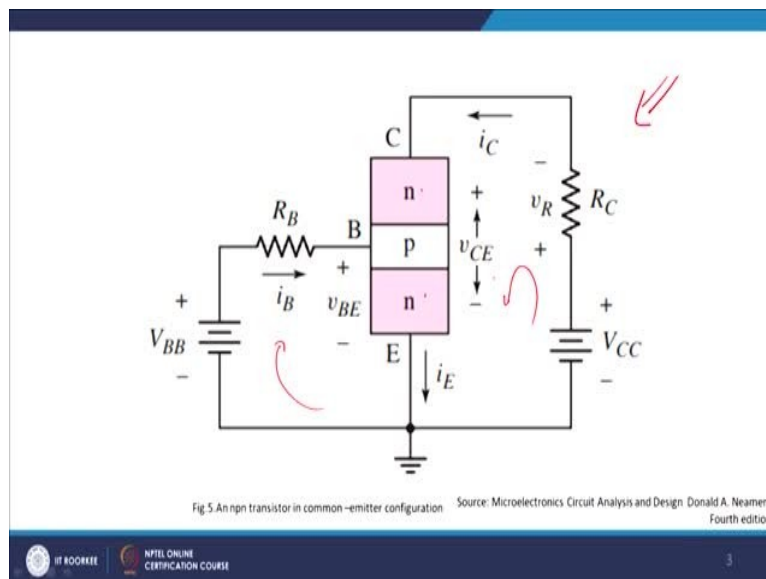 C
i_C
n
−
R_B
+
v_R
R_C
B
p
v_CE
+
+
i_B
v_BE
n
−
+
V_BB
+
V_CC
−
−
E
i_E
−
Fig.5.An npn transistor in common –emitter configuration
Source: Microelectronics Circuit Analysis and Design Donald A. Neamen
Fourth editio
IIT ROORKEE
NPTEL ONLINE
CERTIFICATION COURSE
3